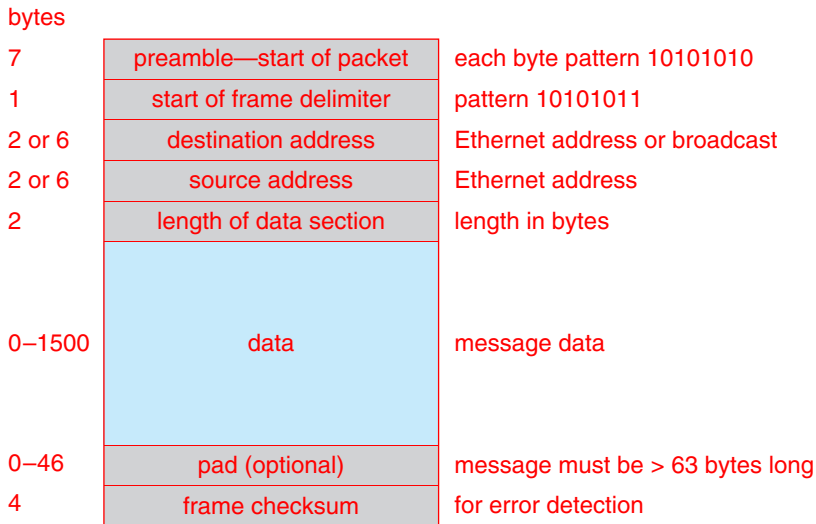 bytes
7 preamble—start of packet each byte pattern 10101010
1 start of frame delimiter pattern 10101011
2 or 6 destination address Ethernet address or broadcast
2 or 6 source address Ethernet address
2 length of data section length in bytes
0–1500 data message data
0–46 pad (optional) message must be > 63 bytes long
4 frame checksum for error detection